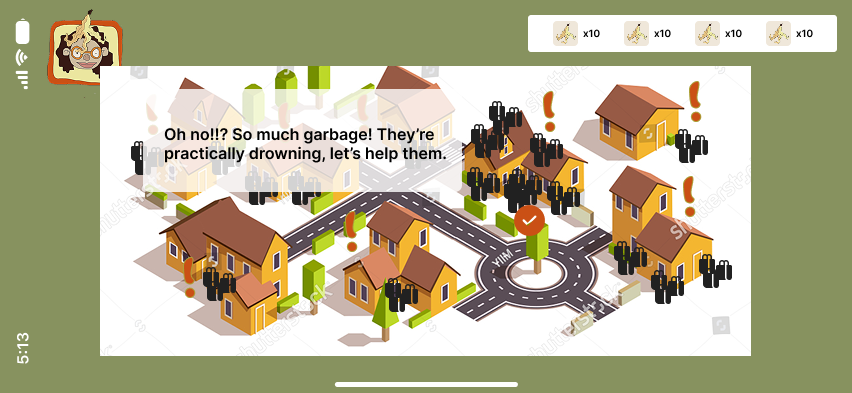 x10
x10
x10
x10
Oh no!!? So much garbage! They’re
practically drowning, let’s help them.
shutterstock
5:13